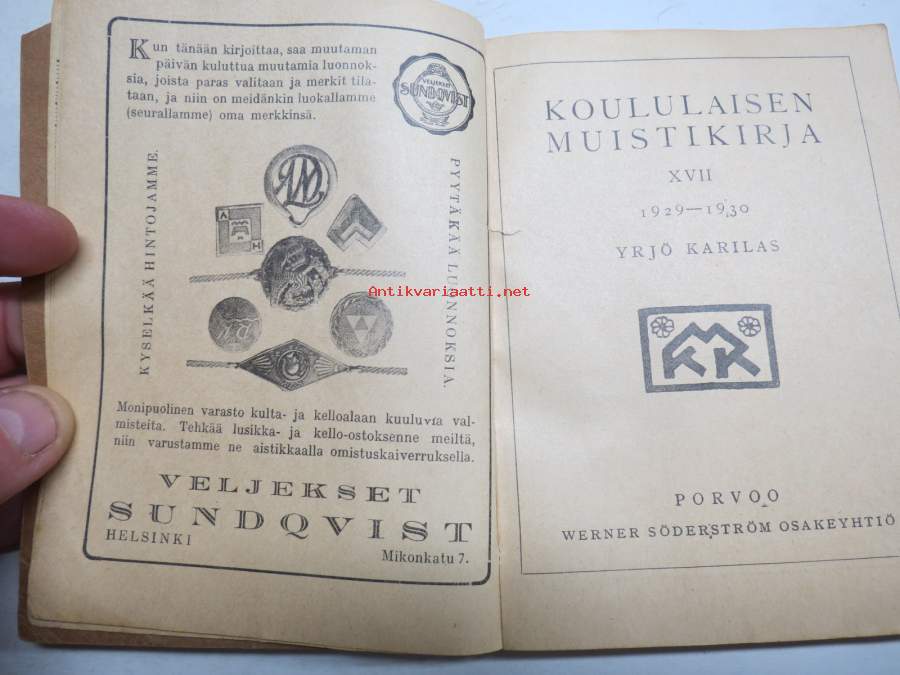 Kun tänään kirjoittaa, saa muutaman
päivän kuluttua muutamia luonnok-
sia, joista paras valitaan ja merkit tila-
taan, ja niin on meidänkin luokallamme
(seurallamme) oma merkkinsä.
VELJEKSET
SUNDQVIST
KYSELKÄÄ HINTOJAMME.
PYYTÄKÄÄ LUONNOKSIA.
A
H
Monipuolinen varasto kulta- ja kelloalaan kuuluvia val-
misteita. Tehkää lusikka- ja kello-ostoksenne meiltä,
niin varustamme ne aistikkaalla omistuskaiverruksella.
VELJEKSET
SUNDQVIST
HELSINKI
Mikonkatu 7.
KOULULAISEN
MUISTIKIRJA
XVII
1929—1930
YRJÖ KARILAS
KMK
PORVOO
WERNER SÖDERSTRÖM OSAKEYHTIÖ
Antikvariaatti.net